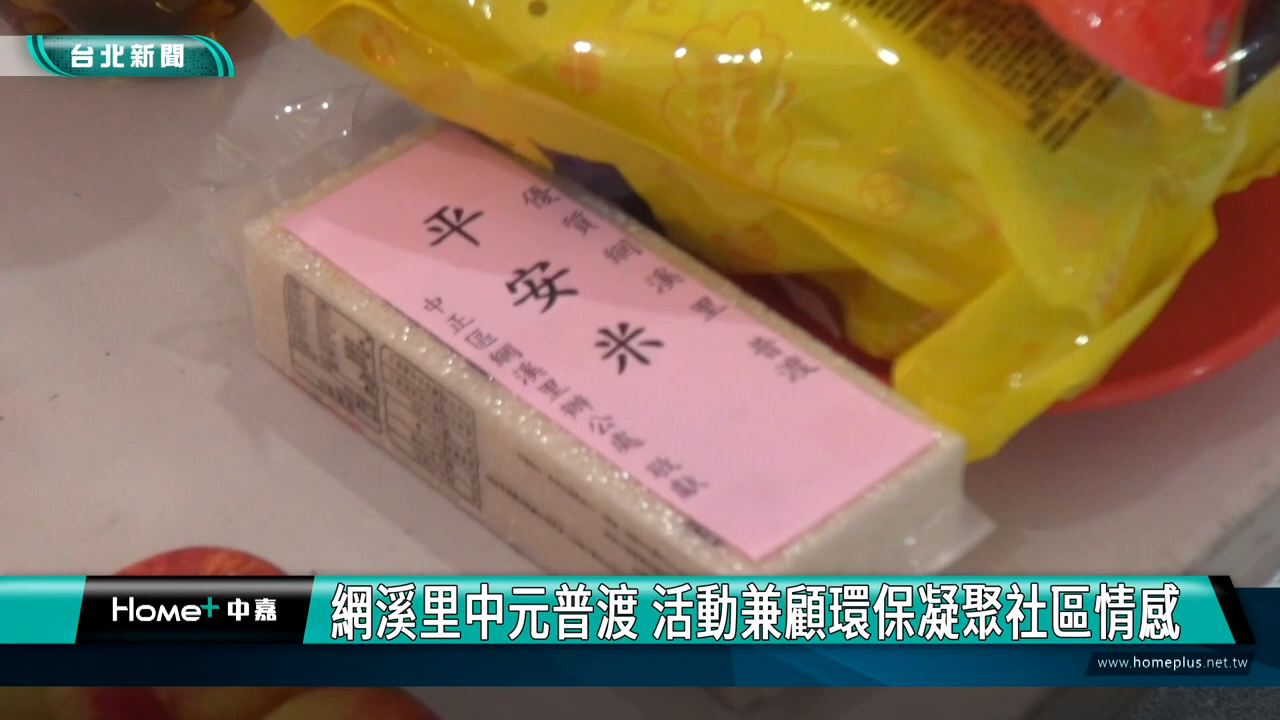 台北新聞
優質網溪里 普渡
平安米
中正區網溪里辦公處 敬獻
Home+中嘉
網溪里中元普渡 活動兼顧環保凝聚社區情感
www.homeplus.net.tw